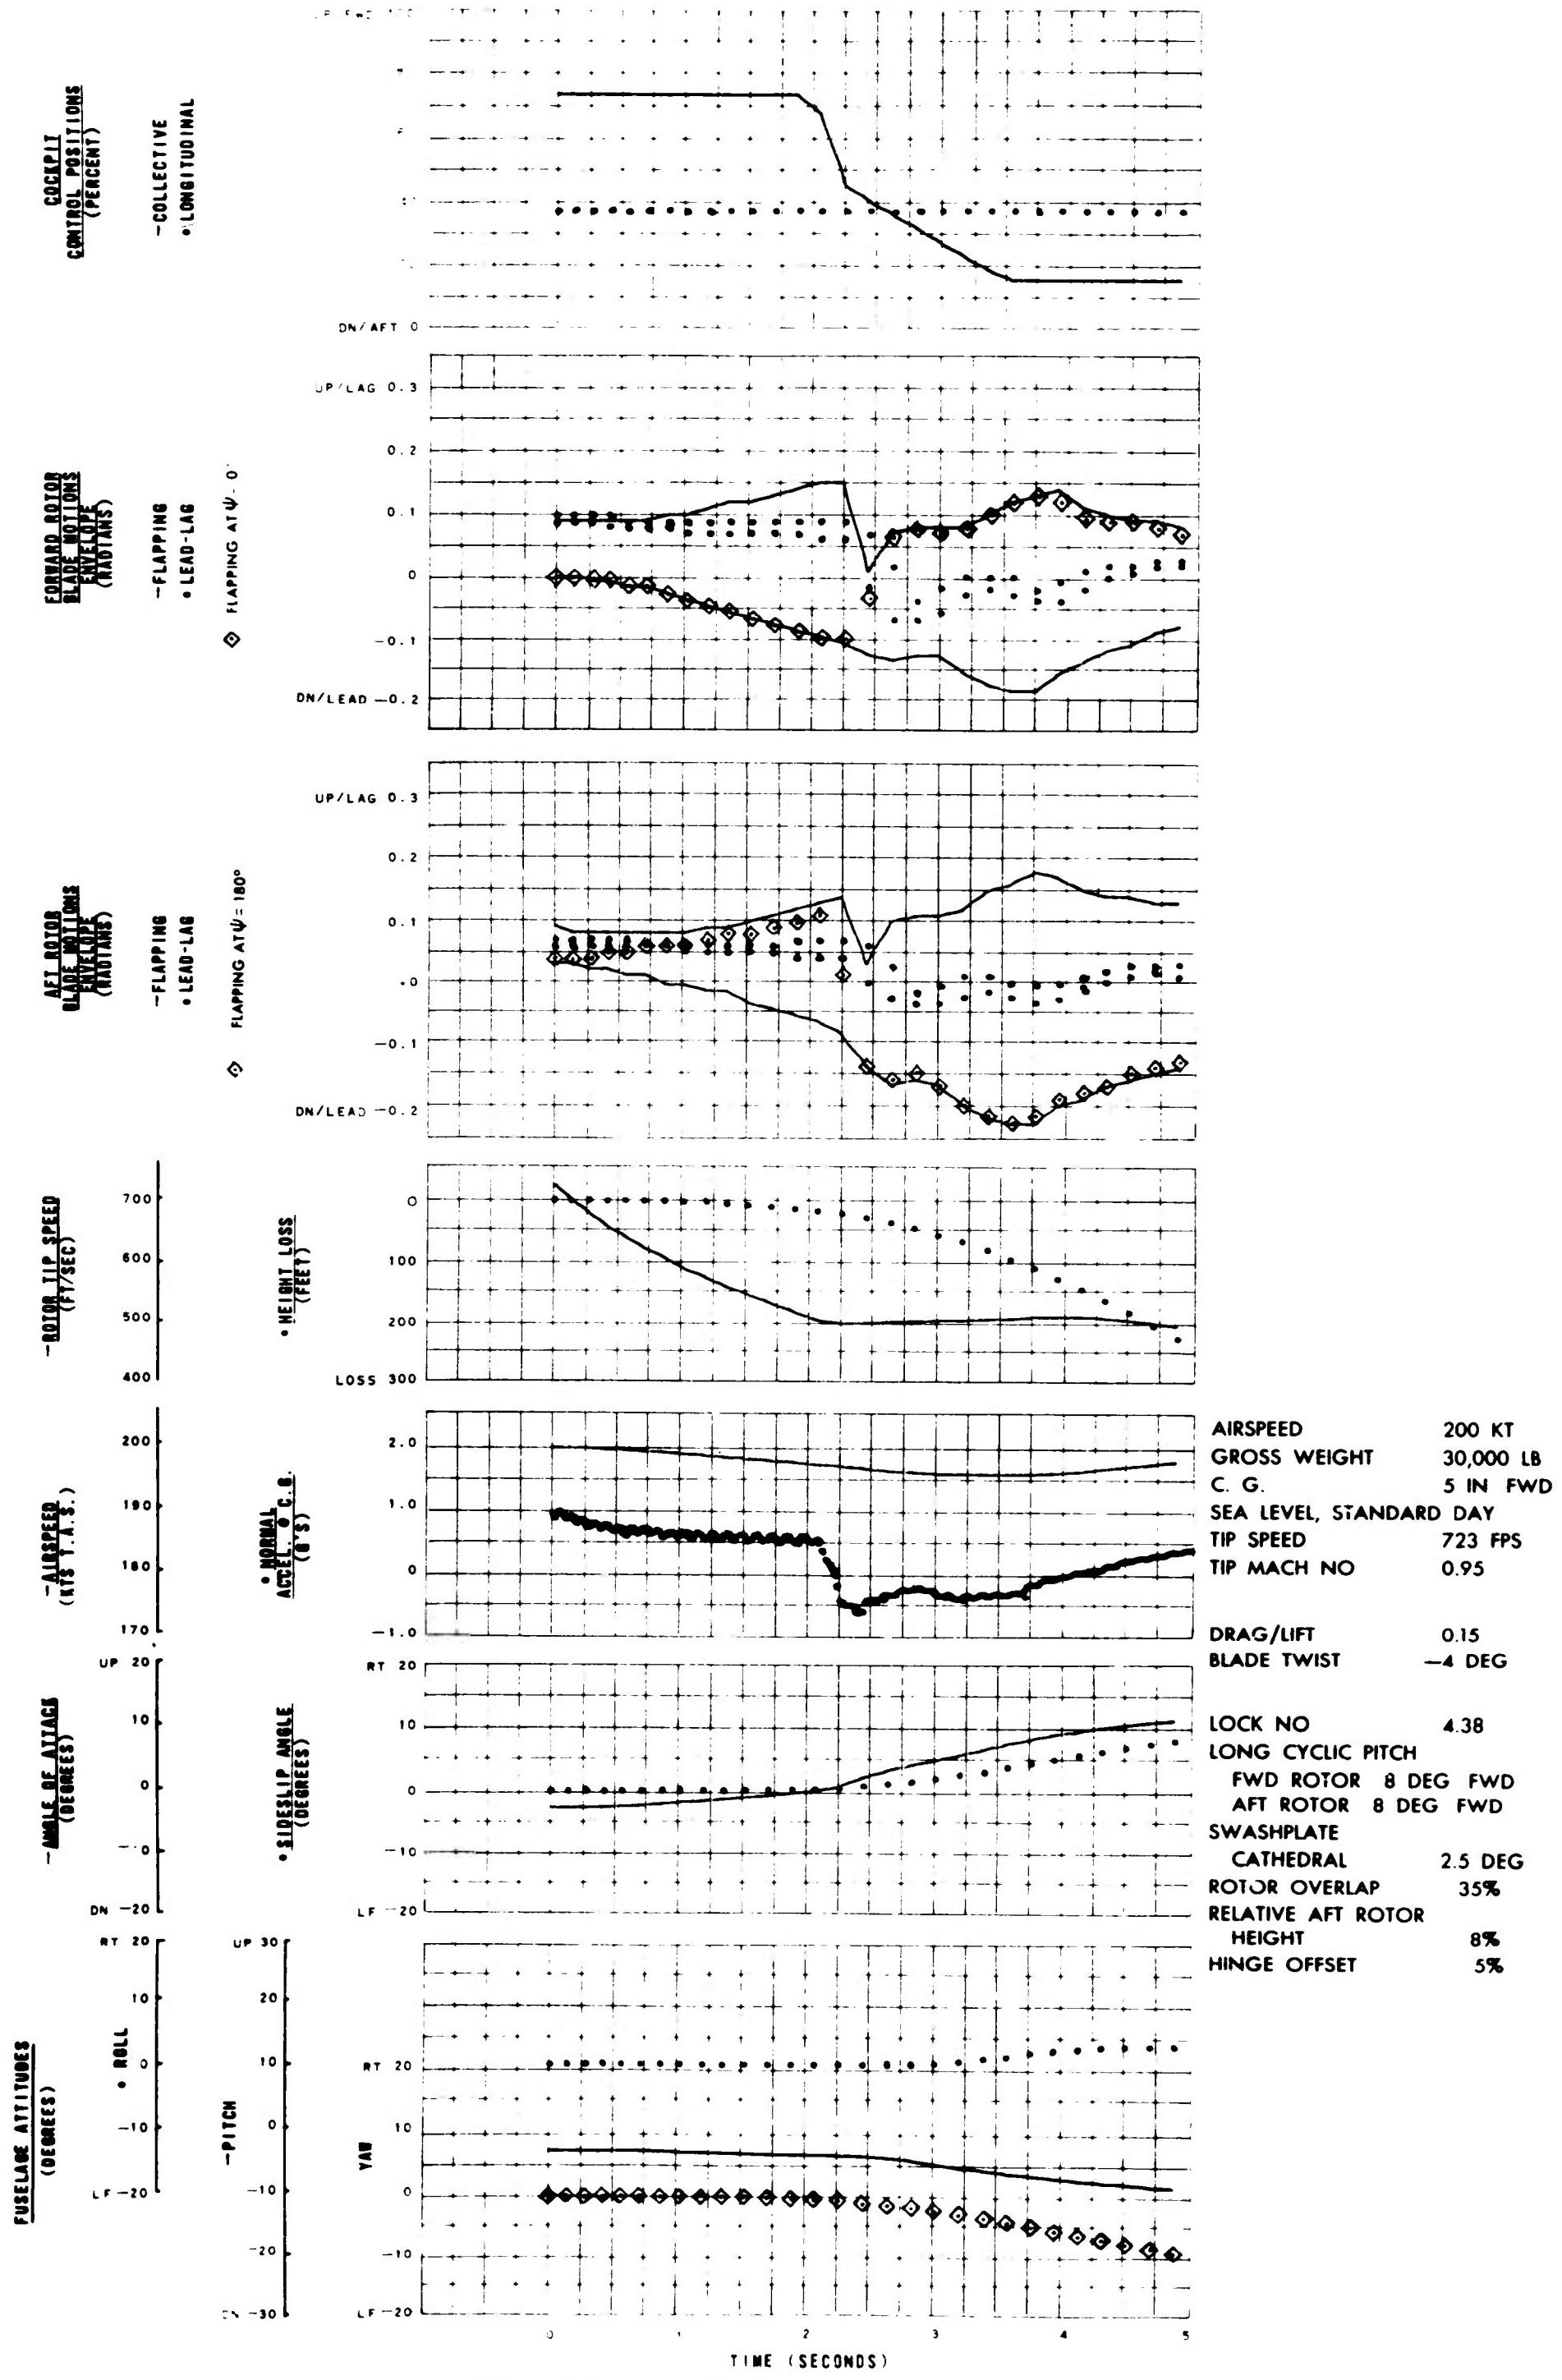 COCKPIT
CONTROL POSITIONS
(PERCENT)
—COLLECTIVE
•LONGITUDINAL
DN/AFT 0
FORWARD ROTOR
BLADE MOTIONS
ENVELOPE
(RADIANS)
—FLAPPING
• LEAD-LAG
FLAPPING AT ψ - 0
UP/LAG 0.3
0.2
0.1
0
—0.1
DN/LEAD —0.2
AFT ROTOR
BLADE MOTIONS
ENVELOPE
(RADIANS)
—FLAPPING
• LEAD-LAG
FLAPPING AT ψ = 180°
UP/LAG 0.3
0.2
0.1
.0
—0.1
DN/LEAD —0.2
—ROTOR TIP SPEED
(FT/SEC)
700
600
500
400
• HEIGHT LOSS
(FEET)
0
100
200
LOSS 300
—AIRSPEED
(KTS T.A.S.)
200
190
180
170
• NORMAL
ACCEL. @ C.G.
(G'S)
2.0
1.0
0
—1.0
—ANGLE OF ATTACK
(DEGREES)
UP 20
10
0
DN —20
• SIDESLIP ANGLE
(DEGREES)
RT 20
10
0
—10
LF —20
FUSELAGE ATTITUDES
(DEGREES)
• ROLL
RT 20
10
0
—10
LF —20
—PITCH
UP 30
20
10
0
—10
—20
—30
YAW
RT 20
10
0
—10
LF —20
0 1 2 3 4 5
TIME (SECONDS)
AIRSPEED 200 KT
GROSS WEIGHT 30,000 LB
C. G. 5 IN FWD
SEA LEVEL, STANDARD DAY
TIP SPEED 723 FPS
TIP MACH NO 0.95
DRAG/LIFT 0.15
BLADE TWIST —4 DEG
LOCK NO 4.38
LONG CYCLIC PITCH
FWD ROTOR 8 DEG FWD
AFT ROTOR 8 DEG FWD
SWASHPLATE
CATHEDRAL 2.5 DEG
ROTOR OVERLAP 35%
RELATIVE AFT ROTOR
HEIGHT 8%
HINGE OFFSET 5%